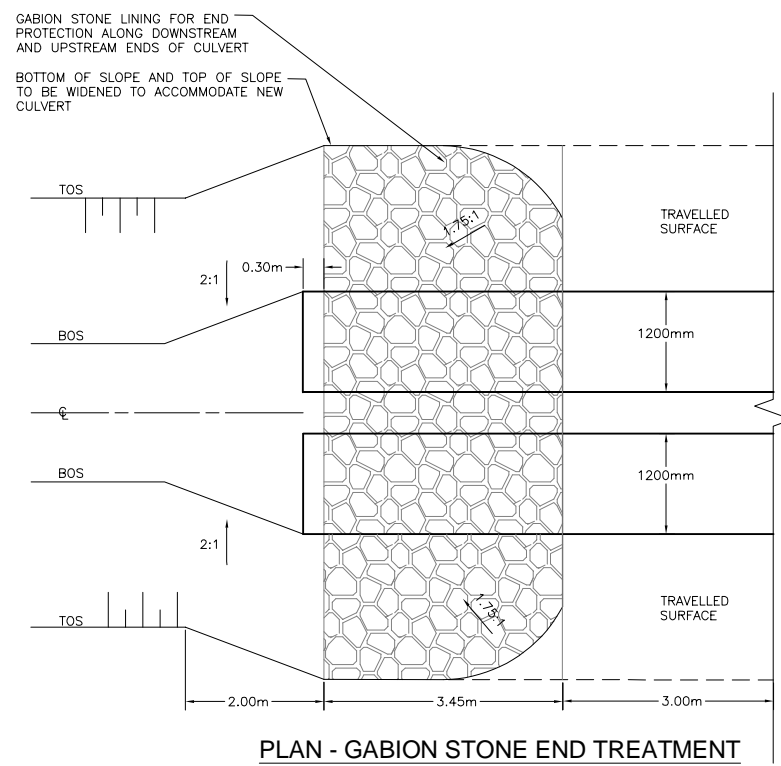 GABION STONE LINING FOR END
PROTECTION ALONG DOWNSTREAM
AND UPSTREAM ENDS OF CULVERT
BOTTOM OF SLOPE AND TOP OF SLOPE
TO BE WIDENED TO ACCOMMODATE NEW
CULVERT
TOS
TRAVELLED
SURFACE
1.75:1
0.30m
2:1
BOS
1200mm
℄
BOS
1200mm
2:1
TOS
1.75:1
TRAVELLED
SURFACE
2.00m
3.45m
3.00m
PLAN - GABION STONE END TREATMENT